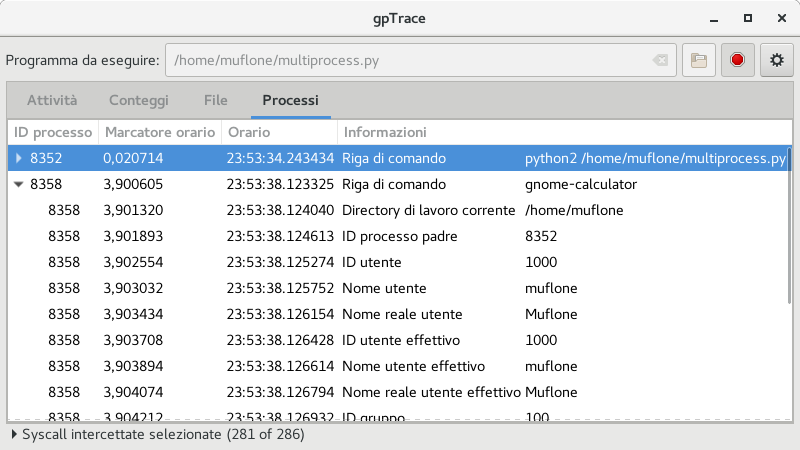 gpTrace
Programma da eseguire: /home/muflone/multiprocess.py
Attività Conteggi File Processi
ID processo Marcatore orario Orario Informazioni
8352 0,020714 23:53:34.243434 Riga di comando python2 /home/muflone/multiprocess.py
8358 3,900605 23:53:38.123325 Riga di comando gnome-calculator
8358 3,901320 23:53:38.124040 Directory di lavoro corrente /home/muflone
8358 3,901893 23:53:38.124613 ID processo padre 8352
8358 3,902554 23:53:38.125274 ID utente 1000
8358 3,903032 23:53:38.125752 Nome utente muflone
8358 3,903434 23:53:38.126154 Nome reale utente Muflone
8358 3,903708 23:53:38.126428 ID utente effettivo 1000
8358 3,903894 23:53:38.126614 Nome utente effettivo muflone
8358 3,904074 23:53:38.126794 Nome reale utente effettivo Muflone
8358 3,904212 23:53:38.126932 ID gruppo 100
Syscall intercettate selezionate (281 of 286)